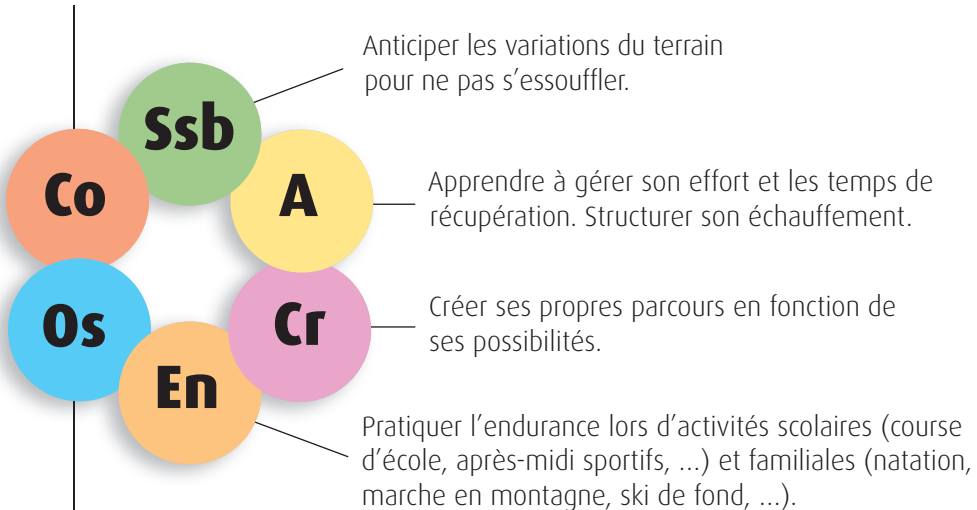 Anticiper les variations du terrain
pour ne pas s'essouffler.
Ssb
Co
A
Apprendre à gérer son effort et les temps de
récupération. Structurer son échauffement.
Os
Cr
Créer ses propres parcours en fonction de
ses possibilités.
En
Pratiquer l'endurance lors d'activités scolaires (course
d'école, après-midi sportifs, ...) et familiales (natation,
marche en montagne, ski de fond, ...).